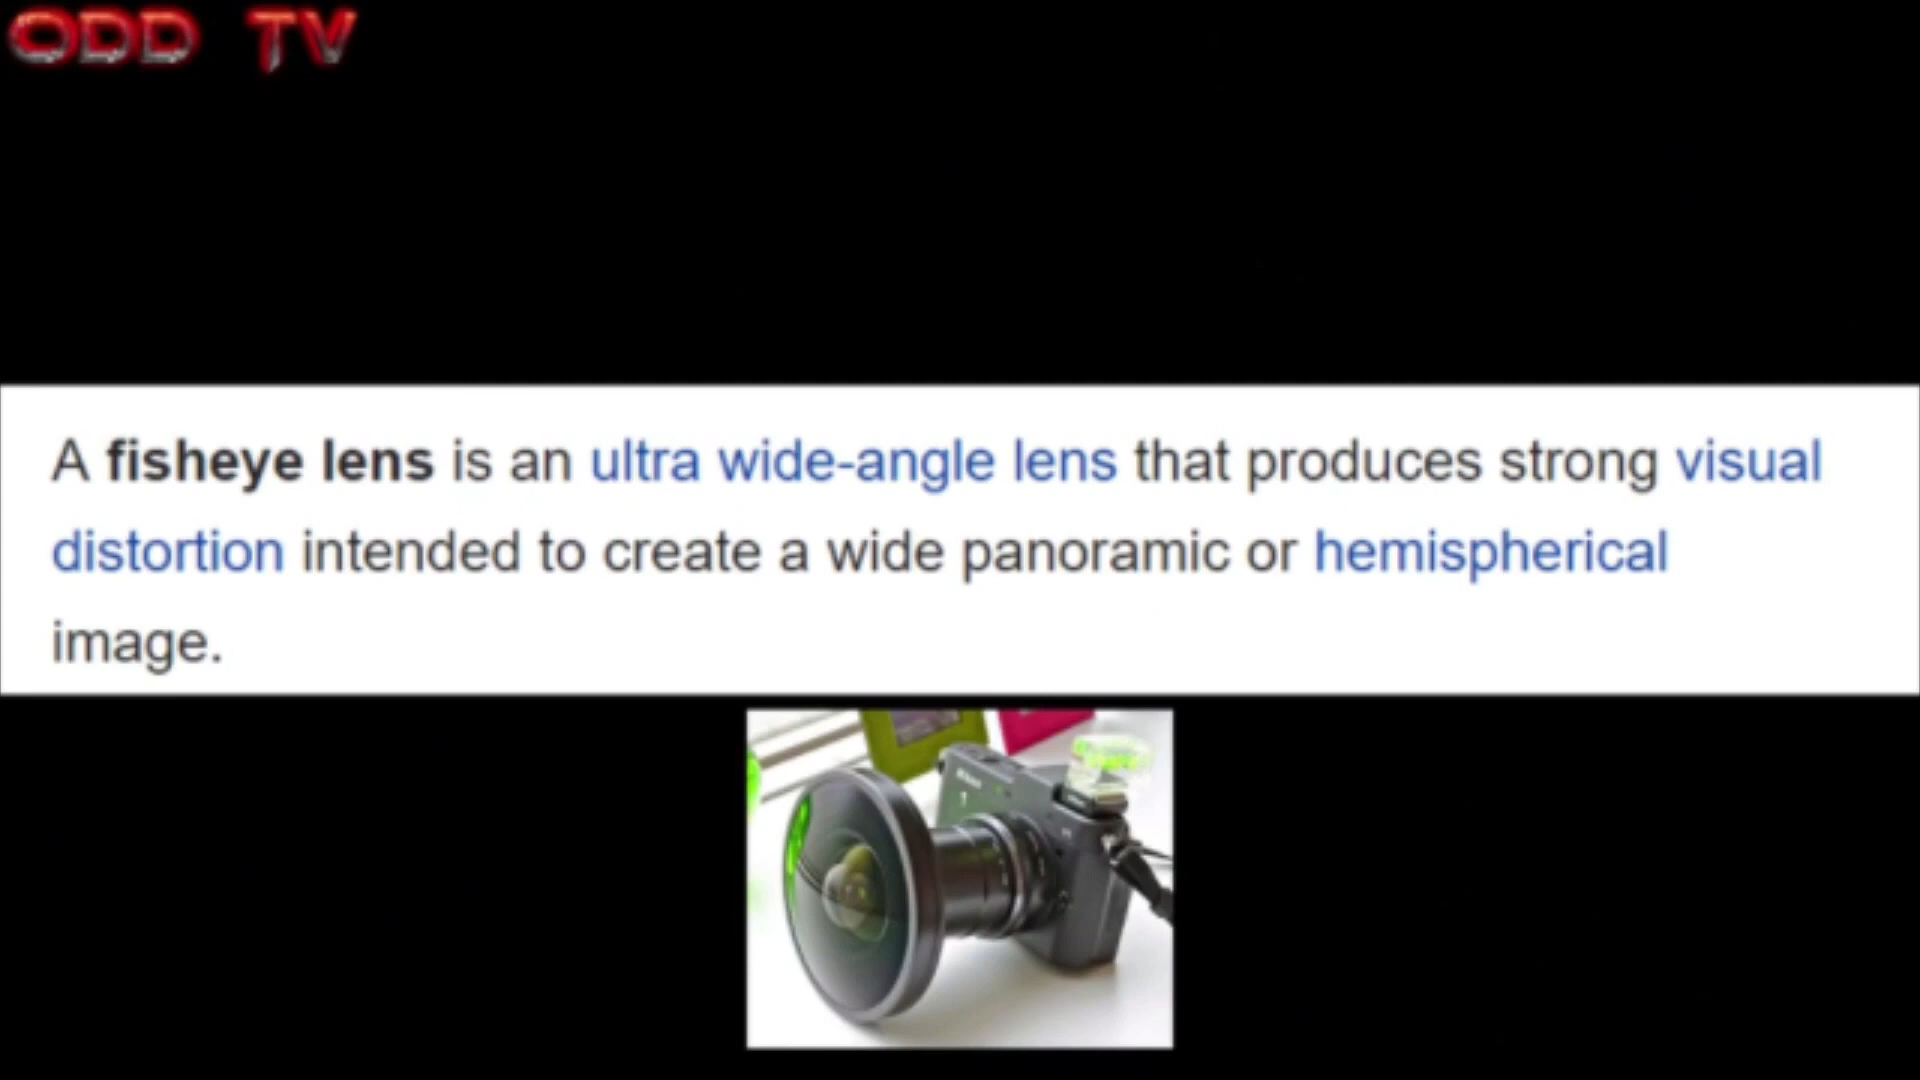 ODD TV
A fisheye lens is an ultra wide-angle lens that produces strong visual
distortion intended to create a wide panoramic or hemispherical
image.